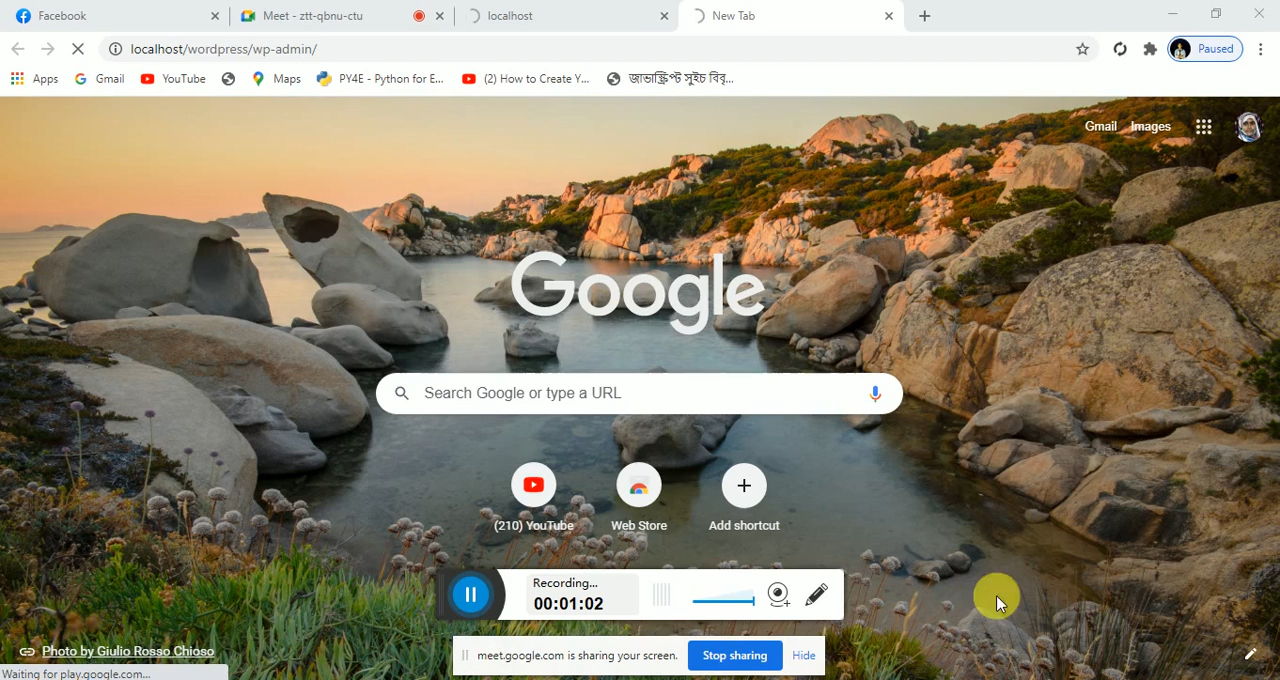 Facebook
Meet - ztt-qbnu-ctu
localhost
New Tab
localhost/wordpress/wp-admin/
Paused
Apps
Gmail
YouTube
Maps
PY4E - Python for E...
(2) How to Create Y...
জাভাস্ক্রিপ্ট সুইচ বিবৃ...
Gmail
Images
Google
Search Google or type a URL
(210) YouTube
Web Store
Add shortcut
Recording...
00:01:02
Photo by Giulio Rosso Chioso
meet.google.com is sharing your screen.
Stop sharing
Hide
Waiting for play.google.com...